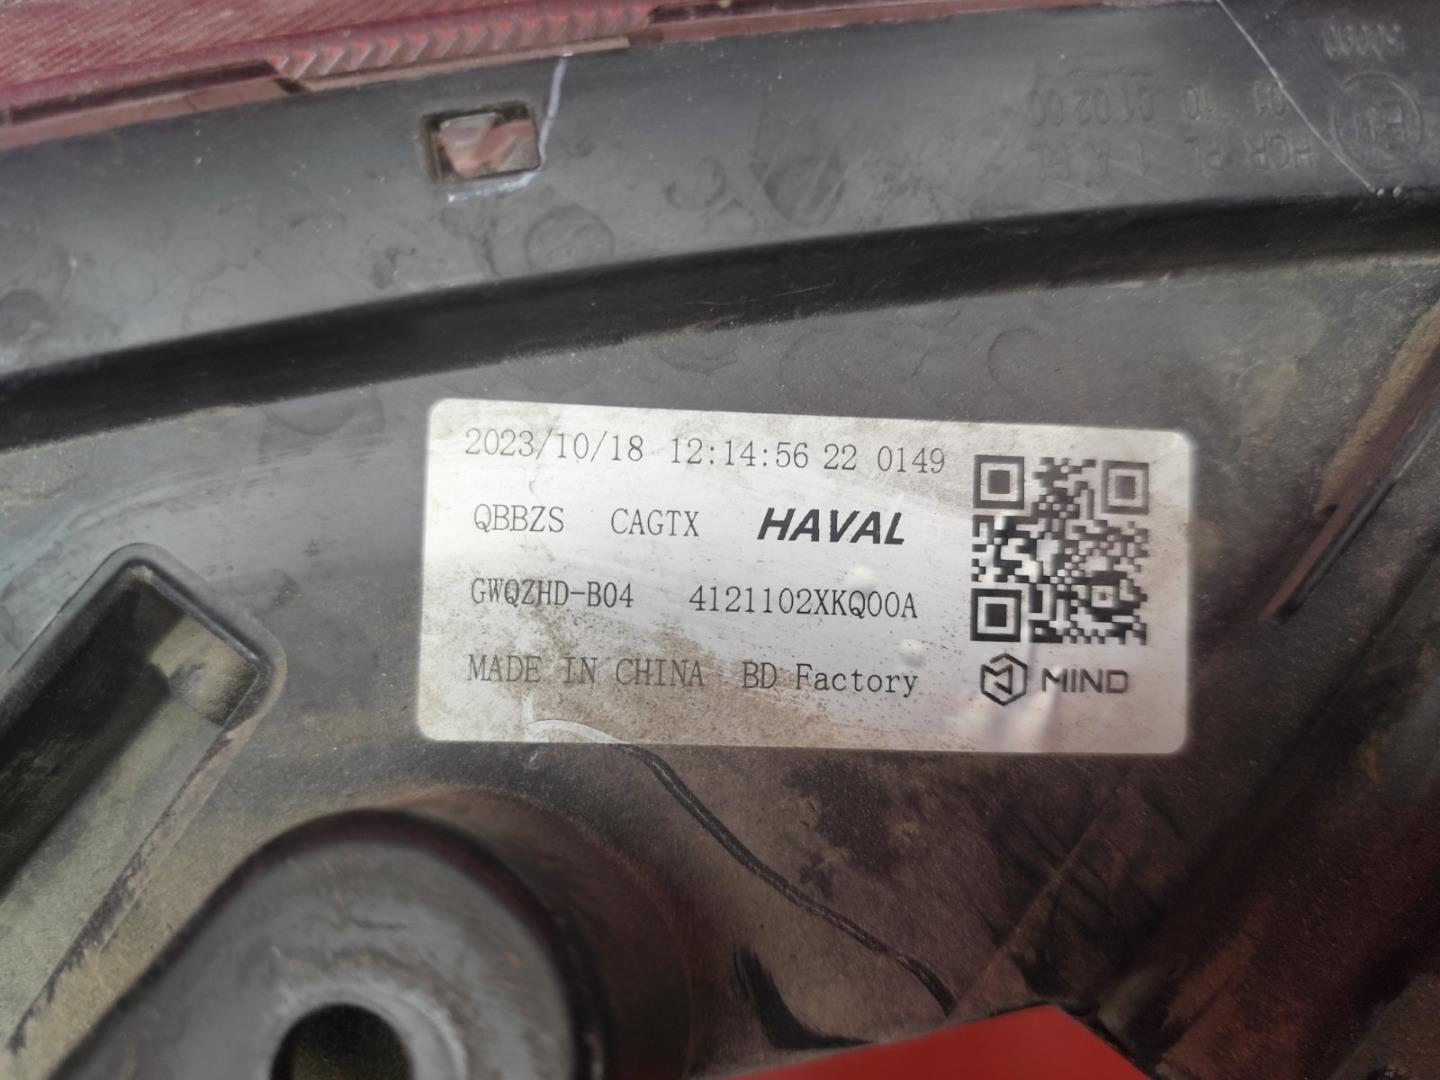 2023/10/18 12:14:56 22 0149
QBBZS CAGTX HAVAL
GWQZHD-B04 4121102XKQ00A
MADE IN CHINA BD Factory
MIND